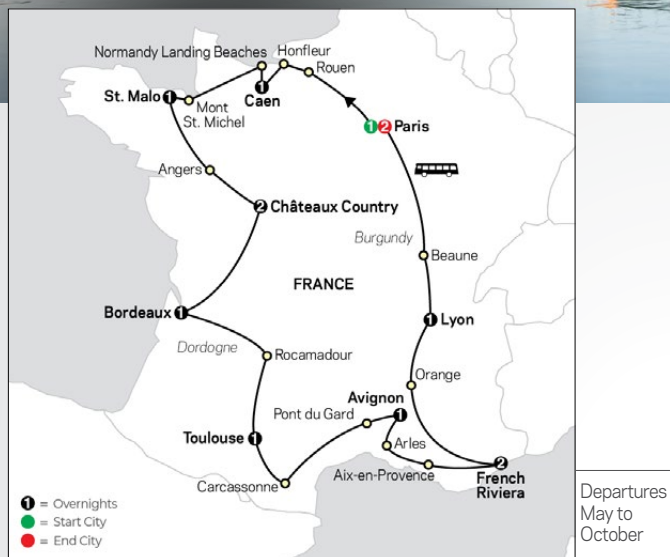 Normandy Landing Beaches
Honfleur
Rouen
St. Malo 1
Mont
St. Michel
1
Caen
1 2 Paris
Angers
2 Châteaux Country
Burgundy
Beaune
FRANCE
Bordeaux 1
1 Lyon
Dordogne
Rocamadour
Orange
Avignon
1
Pont du Gard
Toulouse 1
Arles
Carcassonne
Aix-en-Provence
2
French
Riviera
1 = Overnights
= Start City
= End City
Departures
May to
October